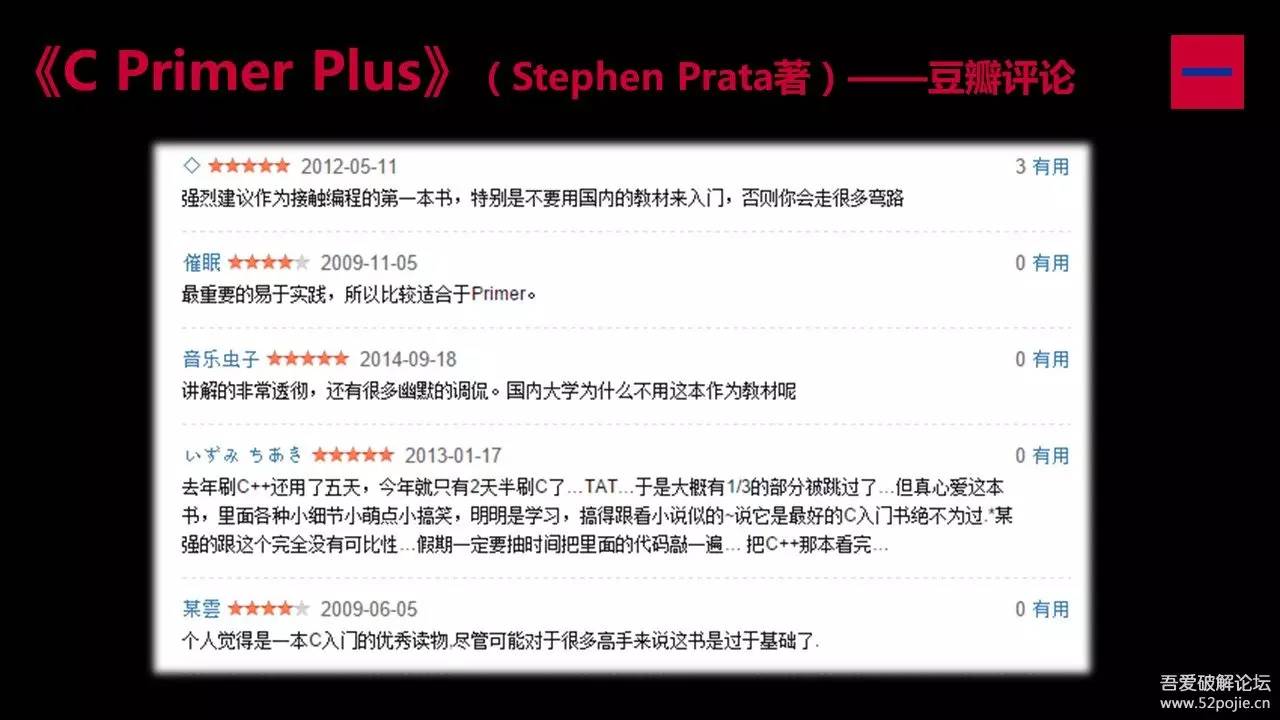 《C Primer Plus》（Stephen Prata著）——豆瓣评论
◇ ★★★★★ 2012-05-11 3 有用
强烈建议作为接触编程的第一本书，特别是不要用国内的教材来入门，否则你会走很多弯路
催眠 ★★★★★ 2009-11-05 0 有用
最重要的易于实践，所以比较适合于Primer。
音乐虫子 ★★★★★ 2014-09-18 0 有用
讲解的非常透彻，还有很多幽默的调侃。国内大学为什么不用这本作为教材呢
いずみ ちあき ★★★★★ 2013-01-17 0 有用
去年刷C++还用了五天，今年就只有2天半刷C了...TAT...于是大概有1/3的部分被跳过了...但真心爱这本
书，里面各种小细节小萌点小搞笑，明明是学习，搞得跟看小说似的~说它是最好的C入门书绝不为过.*某
强的跟这个完全没有可比性...假期一定要抽时间把里面的代码敲一遍... 把C++那本看完...
某雲 ★★★★★ 2009-06-05 0 有用
个人觉得是一本C入门的优秀读物,尽管可能对于很多高手来说这书是过于基础了.
吾爱破解论坛
www.52pojie.cn